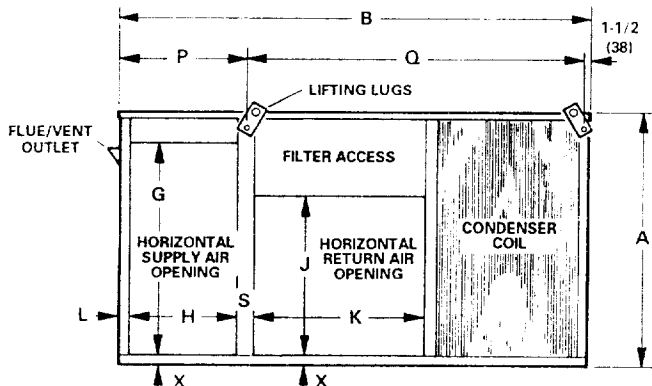 B
1-1/2
(38)
P
Q
LIFTING LUGS
FLUE/VENT
OUTLET
FILTER ACCESS
G
HORIZONTAL
SUPPLY AIR
OPENING
J
HORIZONTAL
RETURN AIR
OPENING
CONDENSER
COIL
A
S
L
H
K
X
X